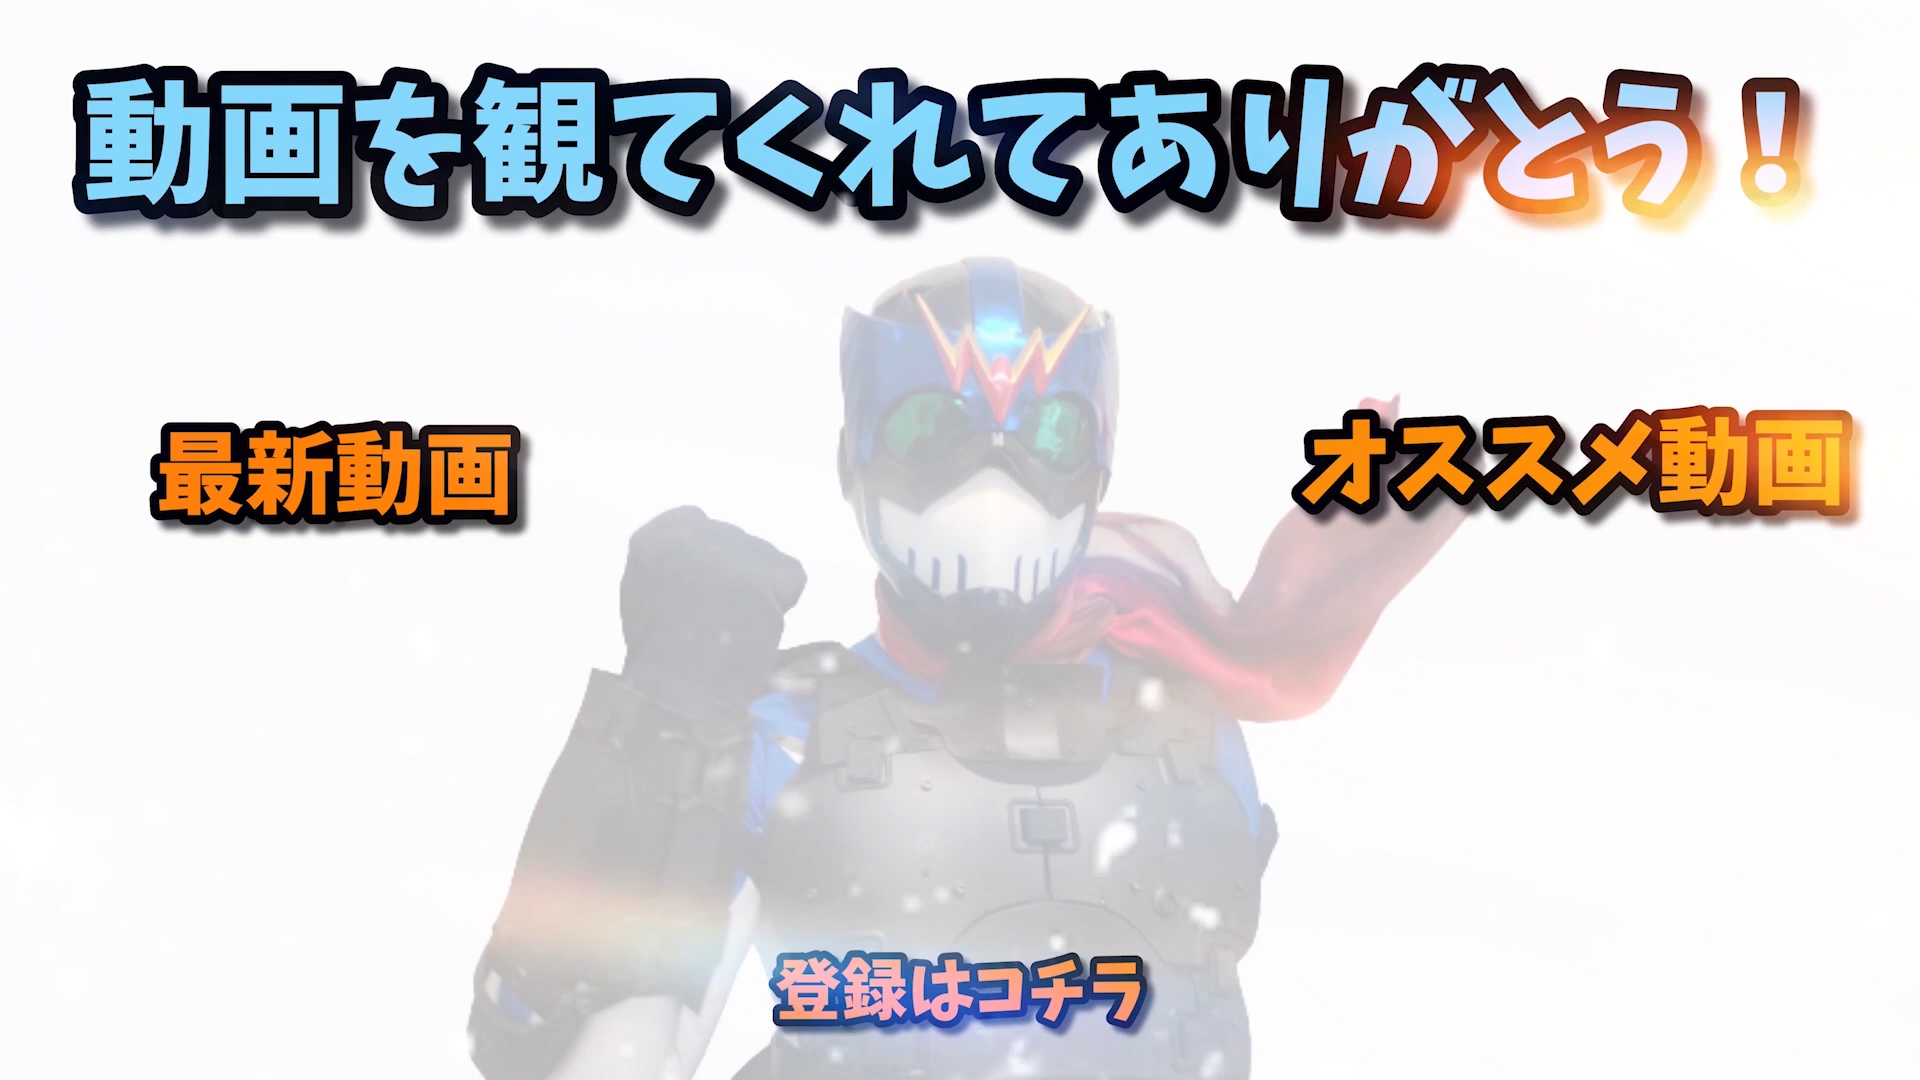 動画を観てくれてありがとう！
最新動画
オススメ動画
登録はコチラ